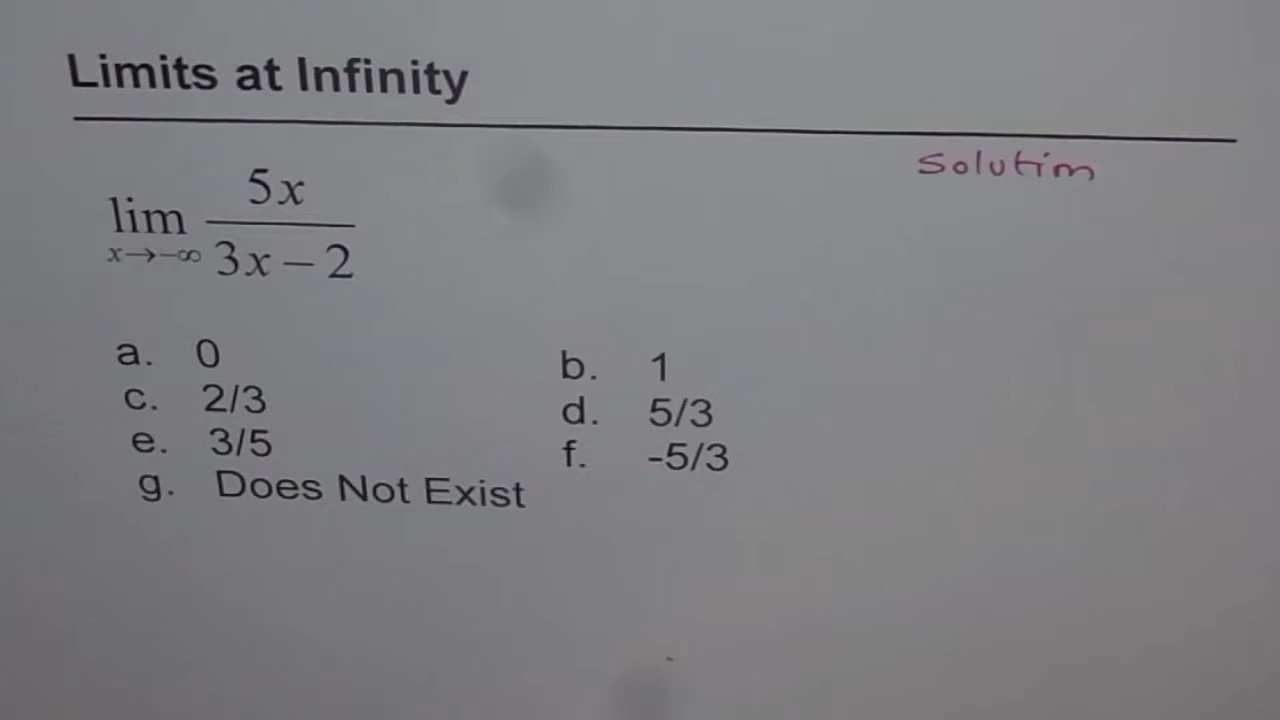 Limits at Infinity
Solution
lim x→-∞ 5x / 3x - 2
a. 0 b. 1
c. 2/3 d. 5/3
e. 3/5 f. -5/3
g. Does Not Exist